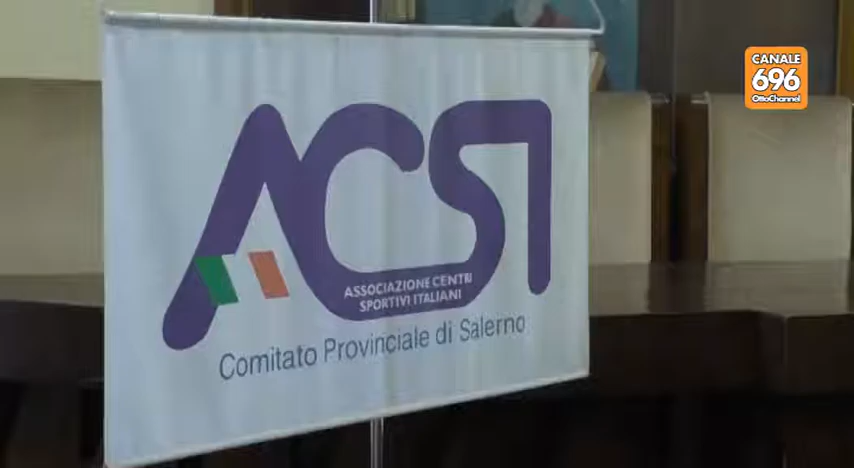 CANALE
696
OttoChannel
ACSI
ASSOCIAZIONE CENTRI
SPORTIVI ITALIANI
Comitato Provinciale di Salerno